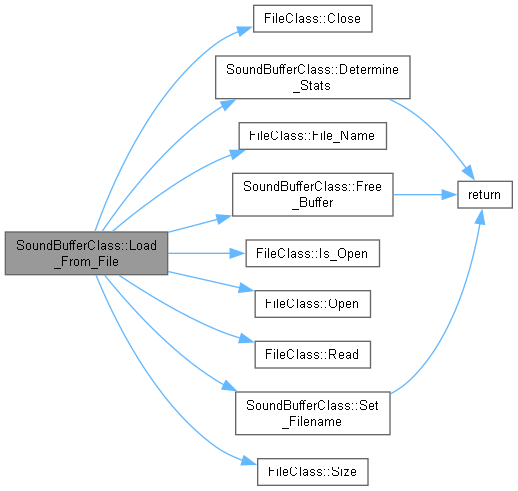 FileClass::Close
SoundBufferClass::Determine
_Stats
FileClass::File_Name
SoundBufferClass::Free
_Buffer
return
SoundBufferClass::Load
_From_File
FileClass::Is_Open
FileClass::Open
FileClass::Read
SoundBufferClass::Set
_Filename
FileClass::Size